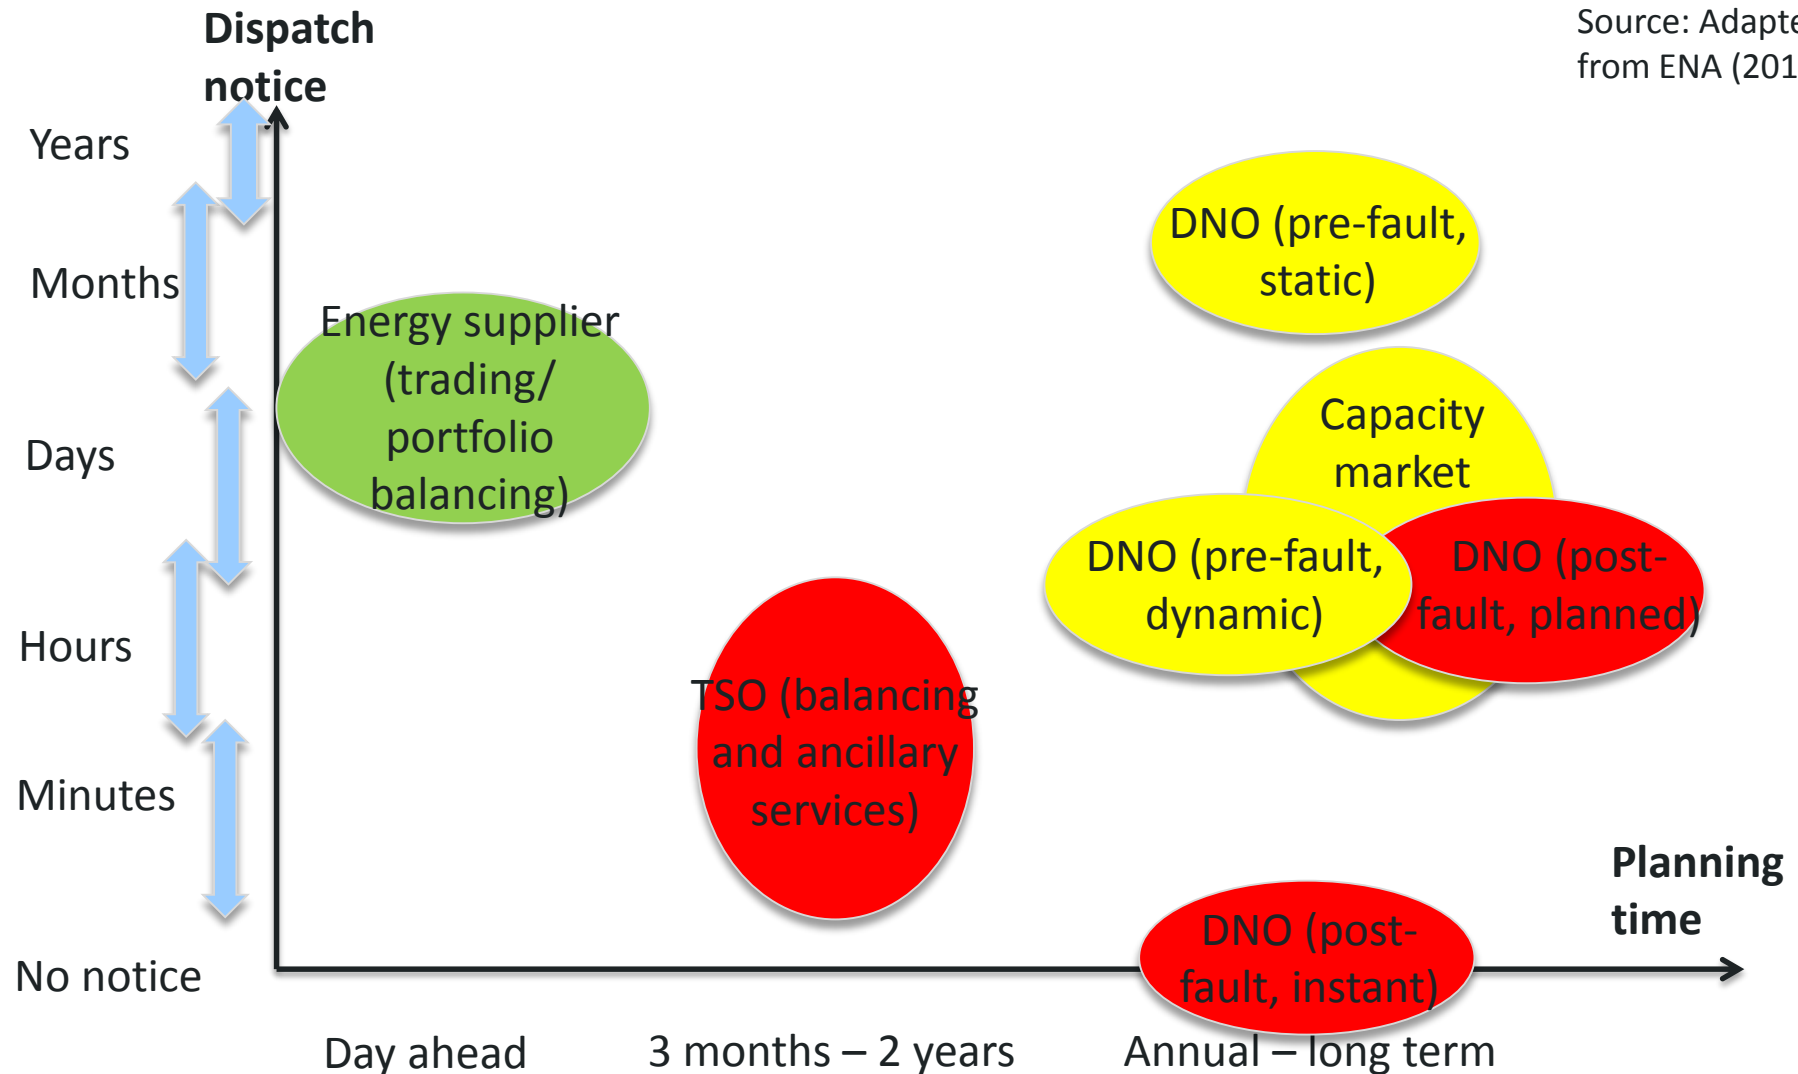 Dispatch
notice
Source:
from ENA
Years
Months
Days
Hours
Minutes
No notice
Energy supplier
(trading/
portfolio
balancing)
TSO (balancing
and ancillary
services)
DNO (pre-fault,
static)
Capacity
market
DNO (pre-fault,
dynamic)
DNO (post-
fault, planned)
DNO (post-
fault, instant)
Planning
time
Day ahead
3 months – 2 years
Annual – long term